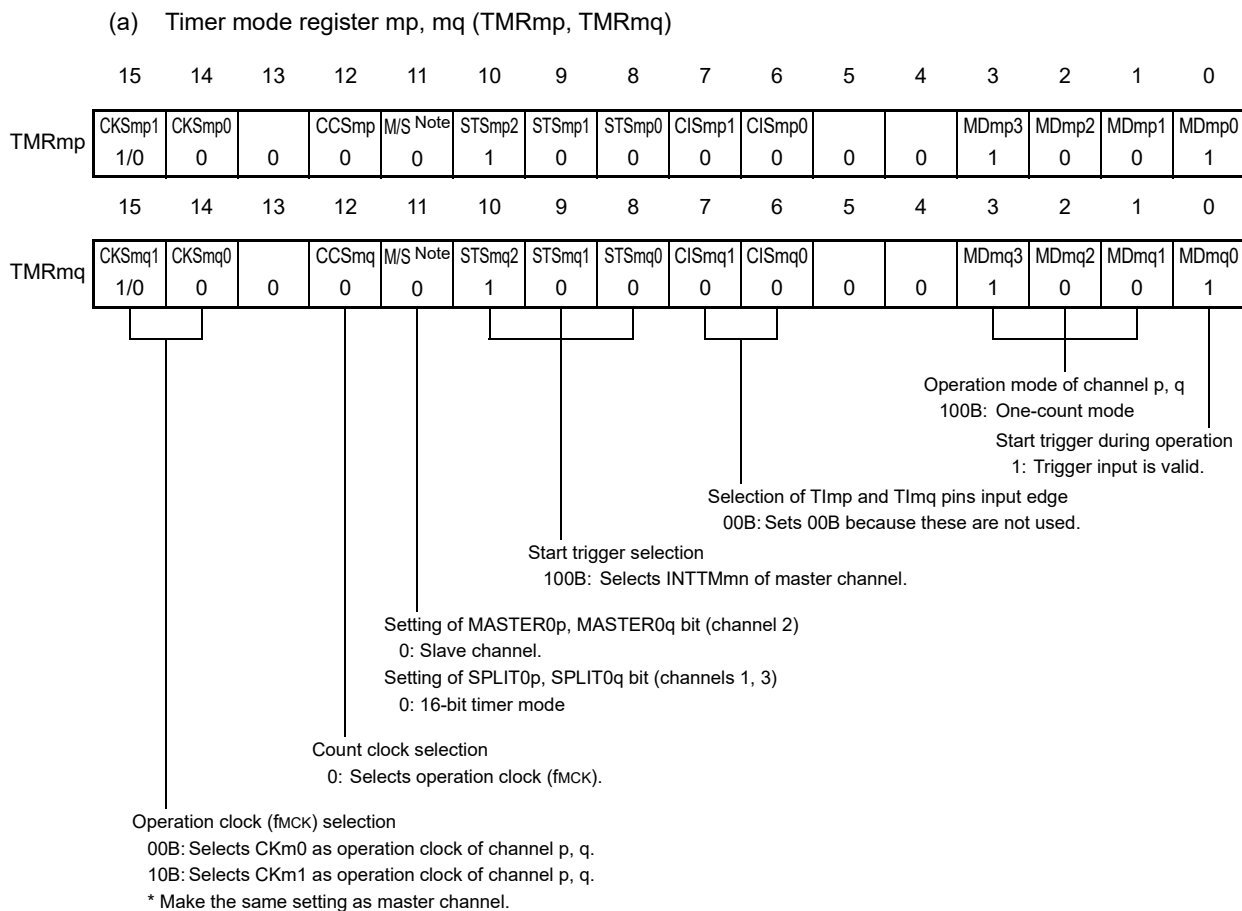 (a) Timer mode register mp, mq (TMRmp, TMRmq)
15 14 13 12 11 10 9 8 7 6 5 4 3 2 1 0
TMRmp
CKSmp1 CKSmp0 CCSmp M/S Note STSmp2 STSmp1 STSmp0 CISmp1 CISmp0 MDmp3 MDmp2 MDmp1 MDmp0
1/0 0 0 0 0 1 0 0 0 0 0 0 1 0 0 1
15 14 13 12 11 10 9 8 7 6 5 4 3 2 1 0
TMRmq
CKSmq1 CKSmq0 CCSmq M/S Note STSmq2 STSmq1 STSmq0 CISmq1 CISmq0 MDmq3 MDmq2 MDmq1 MDmq0
1/0 0 0 0 0 1 0 0 0 0 0 0 1 0 0 1
Operation mode of channel p, q
100B: One-count mode
Start trigger during operation
1: Trigger input is valid.
Selection of TImp and TImq pins input edge
00B: Sets 00B because these are not used.
Start trigger selection
100B: Selects INTTMmn of master channel.
Setting of MASTER0p, MASTER0q bit (channel 2)
0: Slave channel.
Setting of SPLIT0p, SPLIT0q bit (channels 1, 3)
0: 16-bit timer mode
Count clock selection
0: Selects operation clock (fMCK).
Operation clock (fMCK) selection
00B: Selects CKm0 as operation clock of channel p, q.
10B: Selects CKm1 as operation clock of channel p, q.
* Make the same setting as master channel.